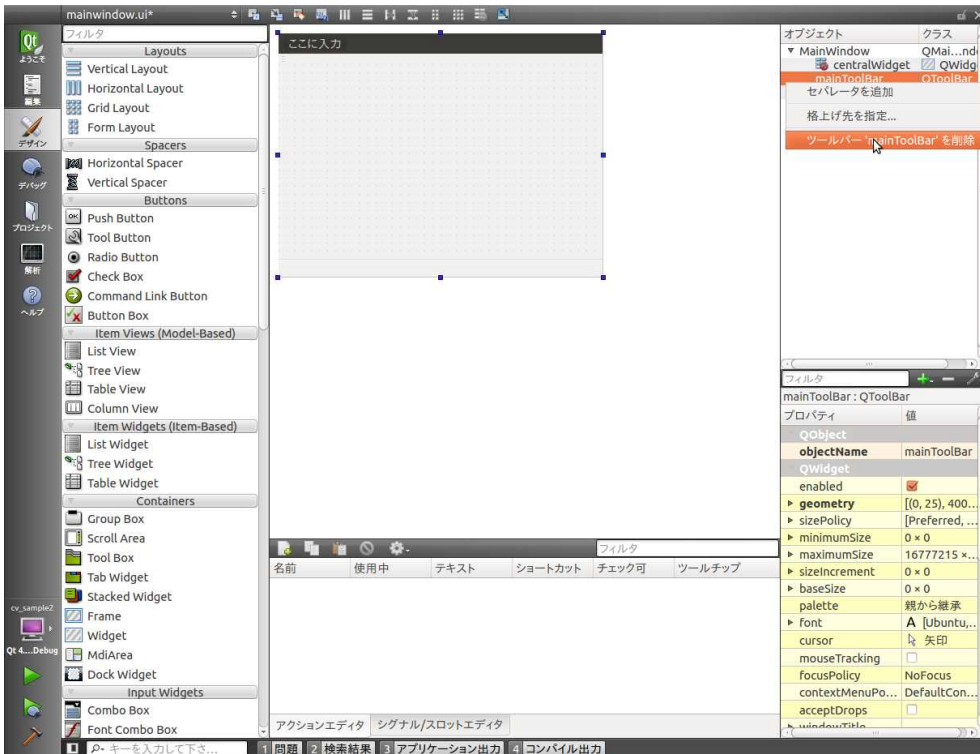 mainwindow.ui*
ようこそ
編集
デザイン
デバッグ
プロジェクト
解析
ヘルプ
cv_sample2
Qt 4....Debug
フィルタ
Layouts
Vertical Layout
Horizontal Layout
Grid Layout
Form Layout
Spacers
Horizontal Spacer
Vertical Spacer
Buttons
Push Button
Tool Button
Radio Button
Check Box
Command Link Button
Button Box
Item Views (Model-Based)
List View
Tree View
Table View
Column View
Item Widgets (Item-Based)
List Widget
Tree Widget
Table Widget
Containers
Group Box
Scroll Area
Tool Box
Tab Widget
Stacked Widget
Frame
Widget
MdiArea
Dock Widget
Input Widgets
Combo Box
Font Combo Box
ここに入力
フィルタ
名前 使用中 テキスト ショートカット チェック可 ツールチップ
アクションエディタ シグナル/スロットエディタ
オブジェクト クラス
MainWindow QMai...nd
centralWidget QWidg
mainToolBar QToolBar
セパレータを追加
格上げ先を指定...
ツールバー 'mainToolBar' を削除
フィルタ
mainToolBar : QToolBar
プロパティ 値
QObject
objectName mainToolBar
QWidget
enabled
geometry [(0, 25), 400...
sizePolicy [Preferred, ...
minimumSize 0 × 0
maximumSize 16777215 ×...
sizeIncrement 0 × 0
baseSize 0 × 0
palette 親から継承
font A [Ubuntu,...
cursor 矢印
mouseTracking
focusPolicy NoFocus
contextMenuPo... DefaultCon...
acceptDrops
windowTitle
キーを入力して下さ...
1 問題 2 検索結果 3 アプリケーション出力 4 コンパイル出力